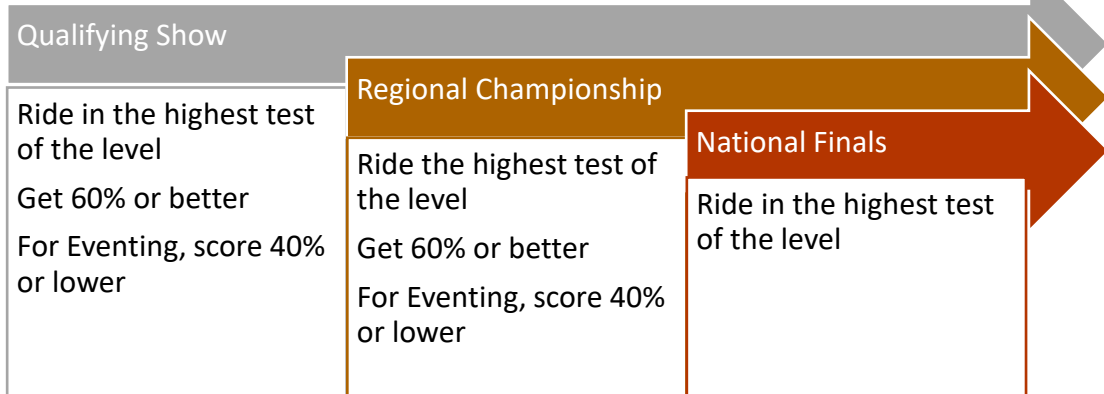 Qualifying Show
Ride in the highest test
of the level
Get 60% or better
For Eventing, score 40%
or lower
Regional Championship
Ride the highest test of
the level
Get 60% or better
For Eventing, score 40%
or lower
National Finals
Ride in the highest test
of the level